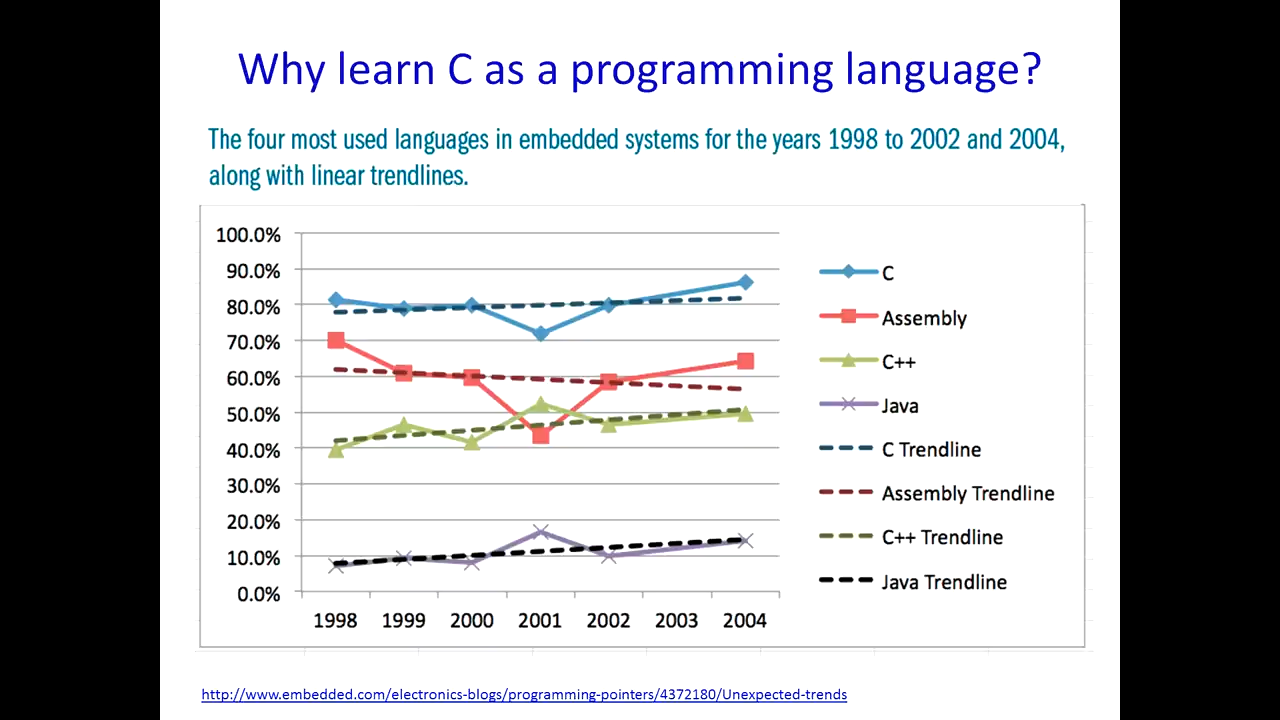 Why learn C as a programming language?
The four most used languages in embedded systems for the years 1998 to 2002 and 2004,
along with linear trendlines.
100.0%
90.0%
80.0%
70.0%
60.0%
50.0%
40.0%
30.0%
20.0%
10.0%
0.0%
1998 1999 2000 2001 2002 2003 2004
C
Assembly
C++
Java
C Trendline
Assembly Trendline
C++ Trendline
Java Trendline
http://www.embedded.com/electronics-blogs/programming-pointers/4372180/Unexpected-trends